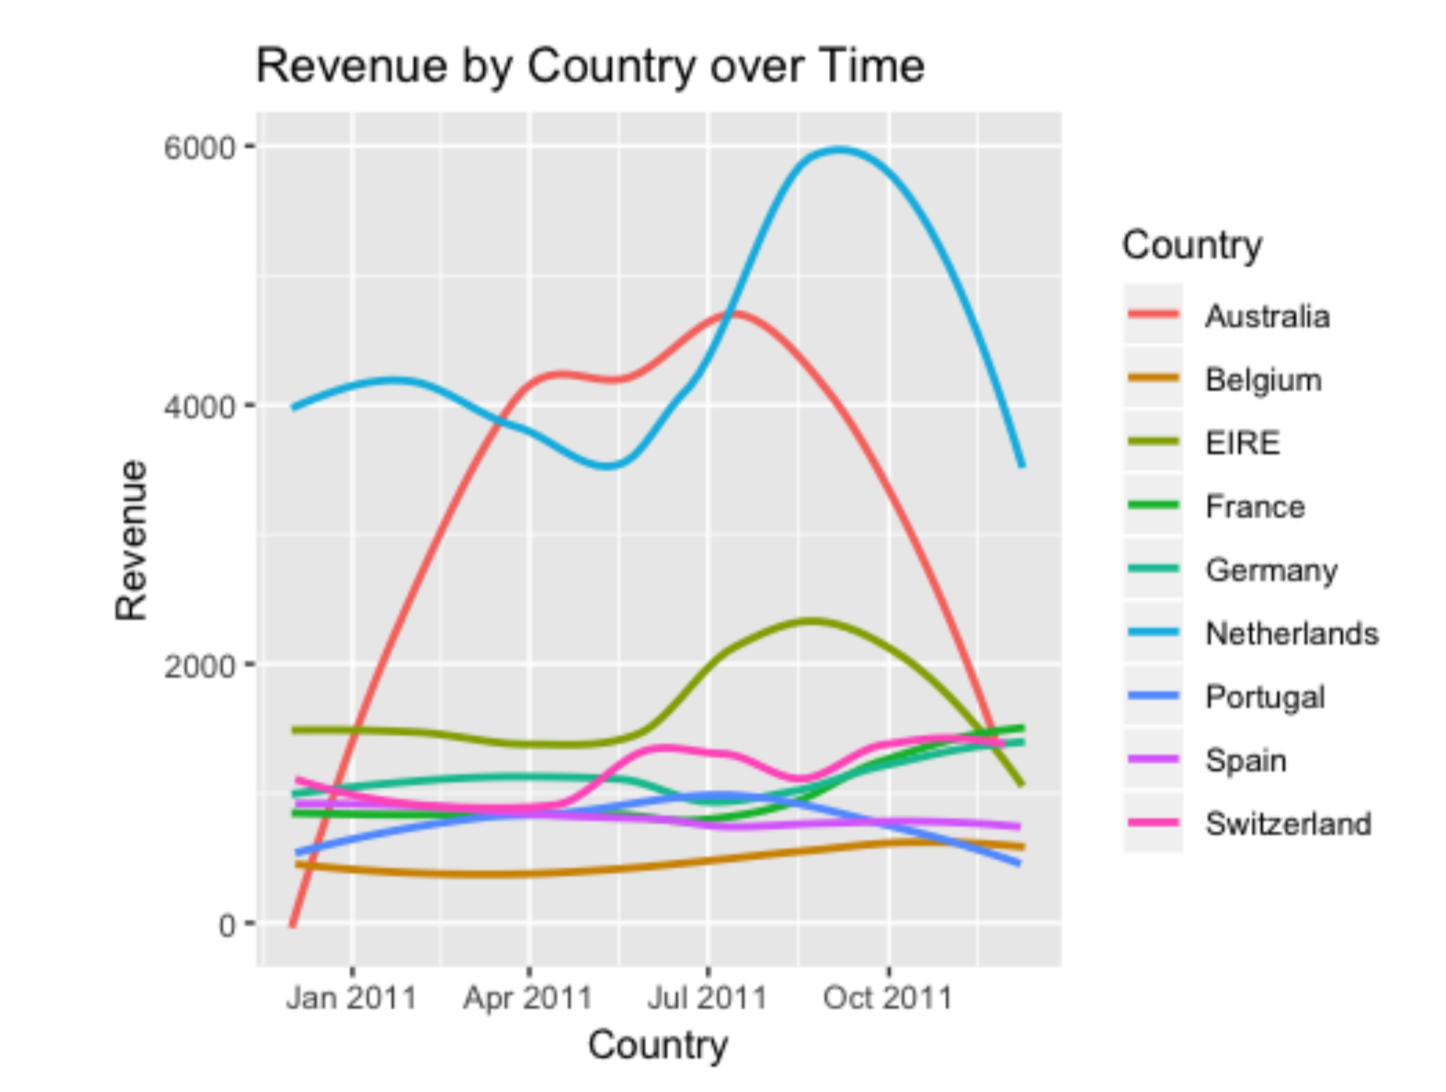 Revenue by Country over Time
6000
4000
2000
0
Revenue
Jan 2011
Apr 2011
Jul 2011
Oct 2011
Country
Country
Australia
Belgium
EIRE
France
Germany
Netherlands
Portugal
Spain
Switzerland